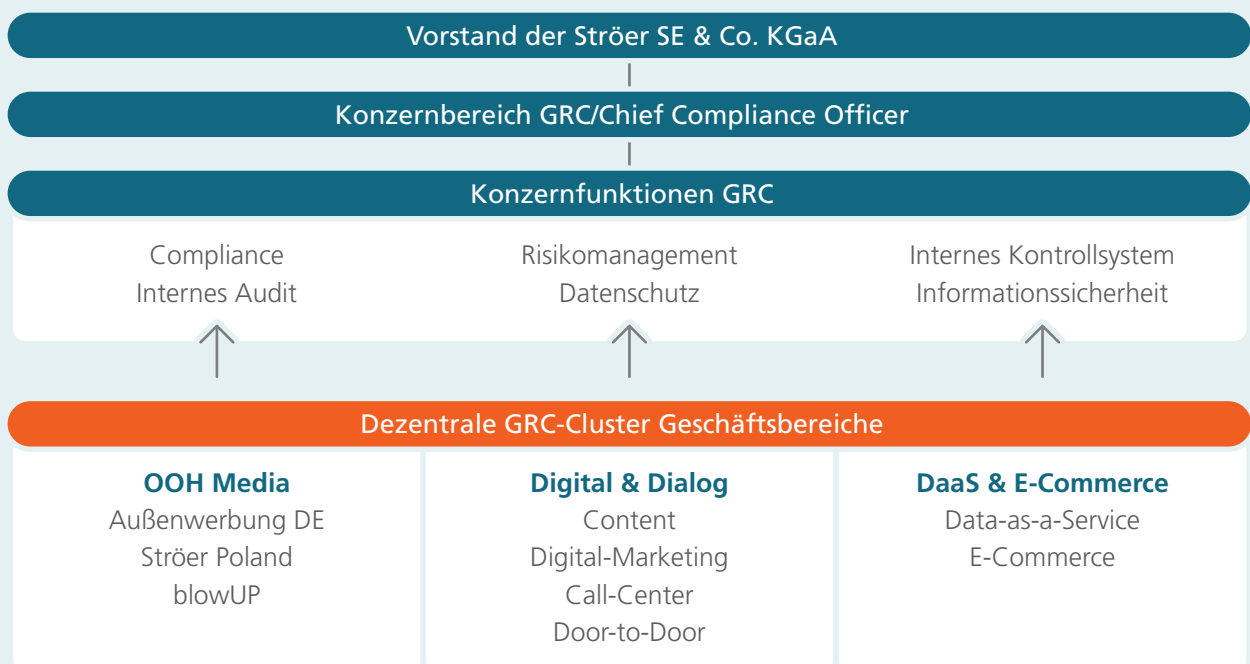 Vorstand der Ströer SE & Co. KGaA
Konzernbereich GRC/Chief Compliance Officer
Konzernfunktionen GRC
Compliance
Internes Audit
Risikomanagement
Datenschutz
Internes Kontrollsystem
Informationssicherheit
Dezentrale GRC-Cluster Geschäftsbereiche
OOH Media
Außenwerbung DE
Ströer Poland
blowUP
Digital & Dialog
Content
Digital-Marketing
Call-Center
Door-to-Door
DaaS & E-Commerce
Data-as-a-Service
E-Commerce